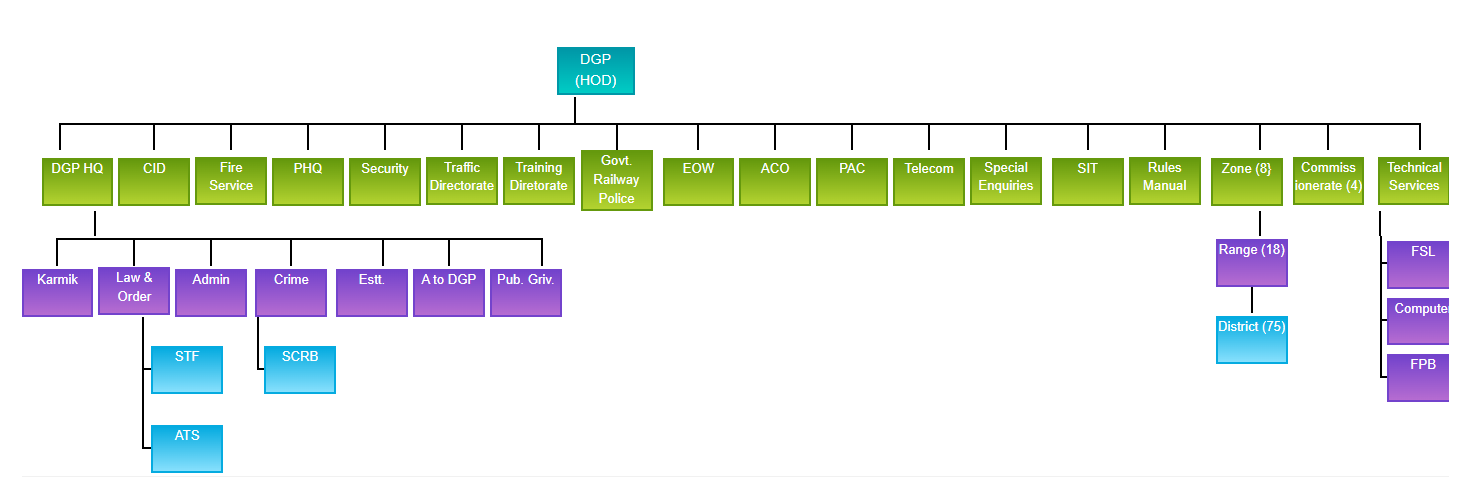 DGP
(HOD)
DGP HQ
CID
Fire
Service
PHQ
Security
Traffic
Directorate
Training
Diretorate
Govt.
Railway
Police
EOW
ACO
PAC
Telecom
Special
Enquiries
SIT
Rules
Manual
Zone (8}
Commiss
ionerate (4)
Technical
Services
Karmik
Law &
Order
Admin
Crime
Estt.
A to DGP
Pub. Griv.
Range (18)
FSL
Computer
District (75)
STF
SCRB
FPB
ATS